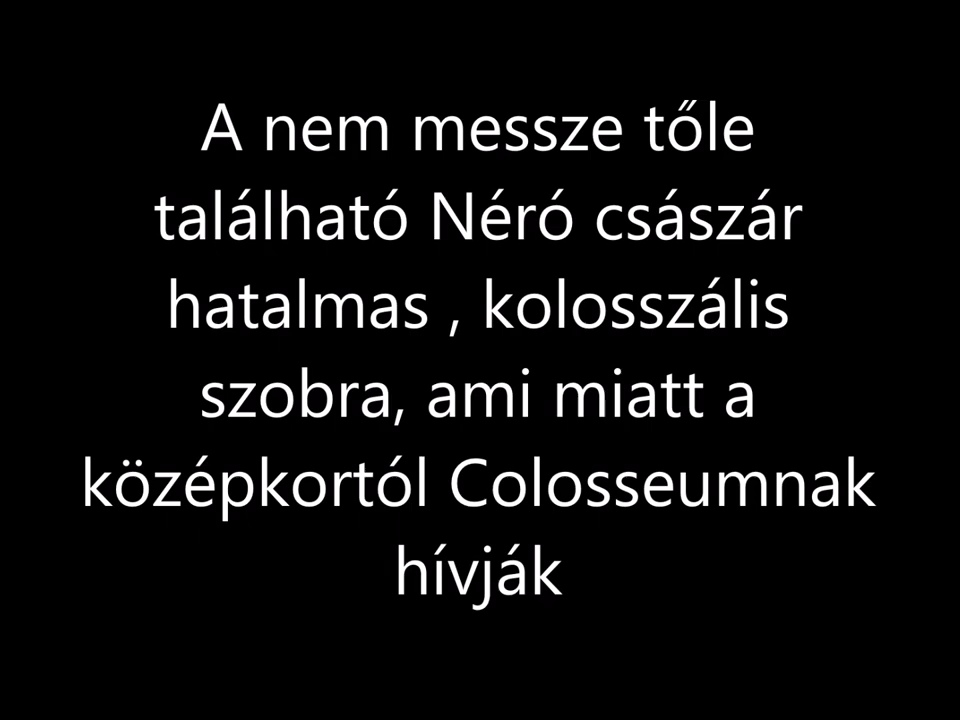 A nem messze tőle
található Néró császár
hatalmas , kolosszális
szobra, ami miatt a
középkortól Colosseumnak
hívják